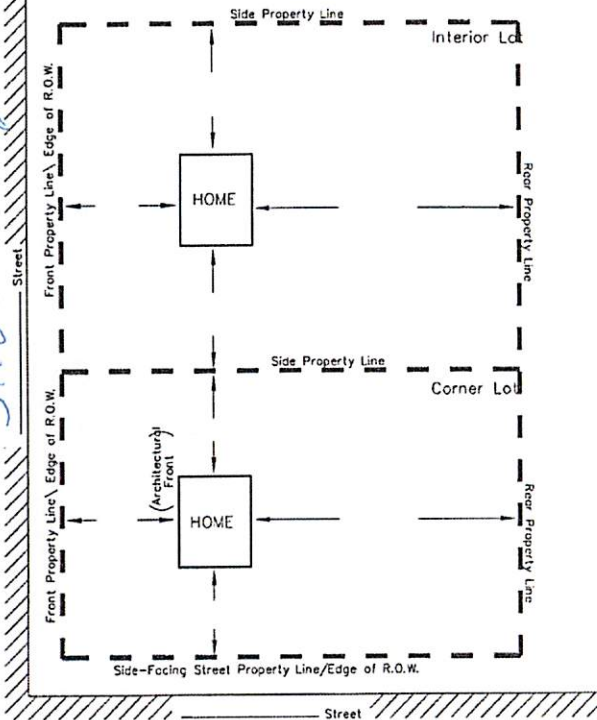 Side Property Line
Interior Lot
Front Property Line\ Edge of R.O.W.
HOME
Rear Property Line
Street
Side Property Line
Corner Lot
Front Property Line\ Edge of R.O.W.
(Architectural
Front)
HOME
Rear Property Line
Side-Facing Street Property Line/Edge of R.O.W.
Street